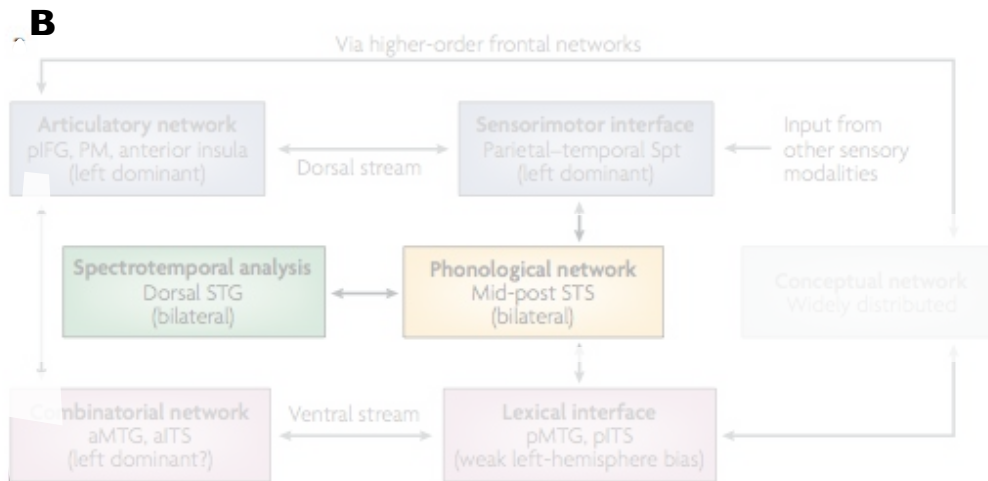 B
Via higher-order frontal networks
Articulatory network
pIFG, PM, anterior insula
(left dominant)
Dorsal stream
Sensorimotor interface
Parietal–temporal Spt
(left dominant)
Input from
other sensory
modalities
Spectrotemporal analysis
Dorsal STG
(bilateral)
Phonological network
Mid-post STS
(bilateral)
Conceptual network
Widely distributed
Combinatorial network
aMTG, aITS
(left dominant?)
Ventral stream
Lexical interface
pMTG, pITS
(weak left-hemisphere bias)